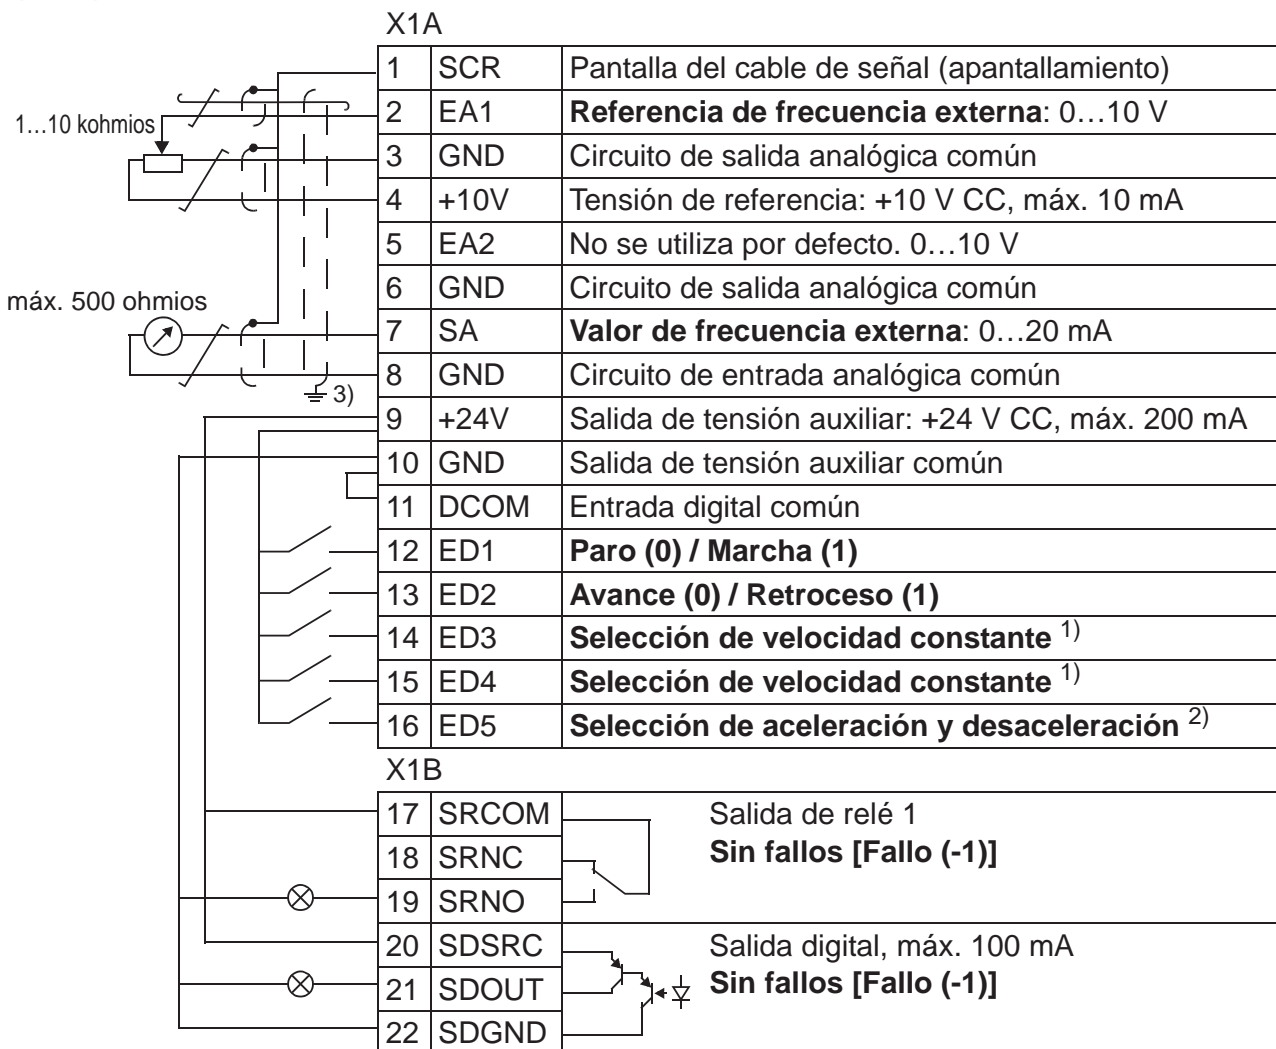 X1A
1 SCR Pantalla del cable de señal (apantallamiento)
1…10 kohmios
2 EA1 Referencia de frecuencia externa: 0…10 V
3 GND Circuito de salida analógica común
4 +10V Tensión de referencia: +10 V CC, máx. 10 mA
5 EA2 No se utiliza por defecto. 0…10 V
6 GND Circuito de salida analógica común
máx. 500 ohmios
7 SA Valor de frecuencia externa: 0…20 mA
8 GND Circuito de entrada analógica común
3)
9 +24V Salida de tensión auxiliar: +24 V CC, máx. 200 mA
10 GND Salida de tensión auxiliar común
11 DCOM Entrada digital común
12 ED1 Paro (0) / Marcha (1)
13 ED2 Avance (0) / Retroceso (1)
14 ED3 Selección de velocidad constante 1)
15 ED4 Selección de velocidad constante 1)
16 ED5 Selección de aceleración y desaceleración 2)
X1B
17 SRCOM Salida de relé 1
18 SRNC Sin fallos [Fallo (-1)]
19 SRNO
20 SDSRC Salida digital, máx. 100 mA
21 SDOUT Sin fallos [Fallo (-1)]
22 SDGND